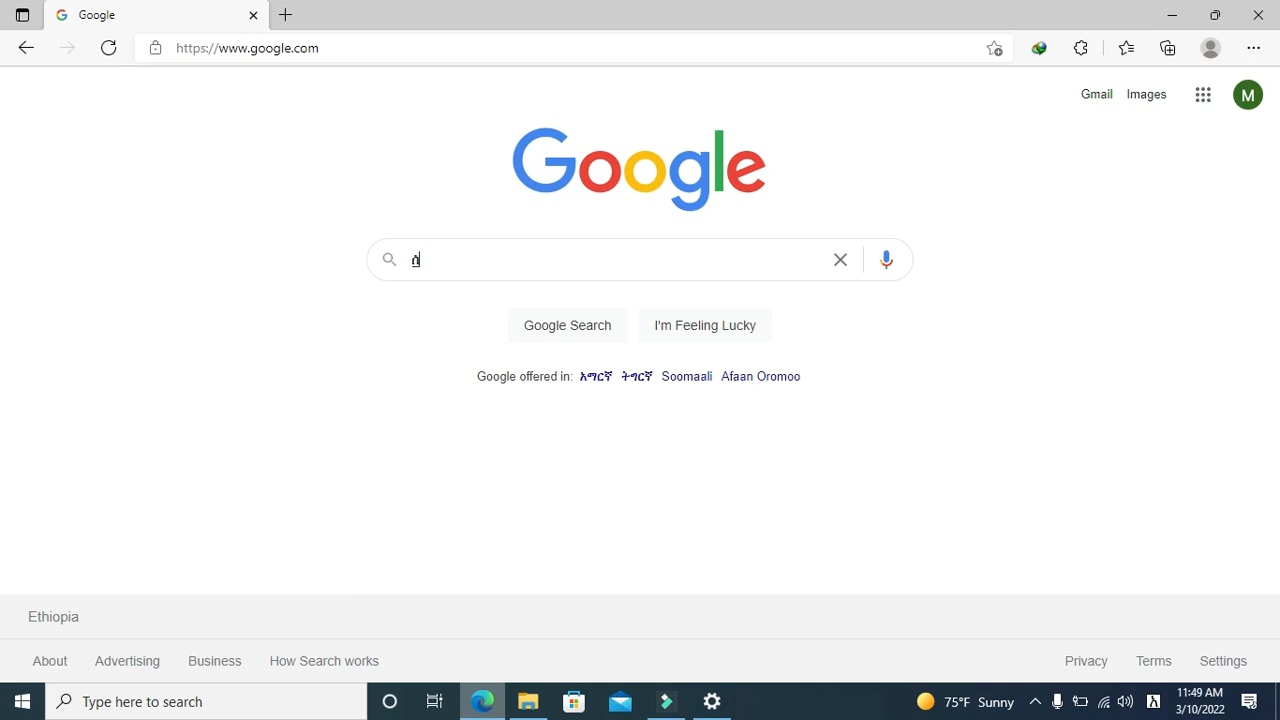 Google
https://www.google.com
Gmail Images
M
Google
Google Search I'm Feeling Lucky
Google offered in: አማርኛ ትግርኛ Soomaali Afaan Oromoo
Ethiopia
About Advertising Business How Search works Privacy Terms Settings
Type here to search 75°F Sunny 11:49 AM
3/10/2022